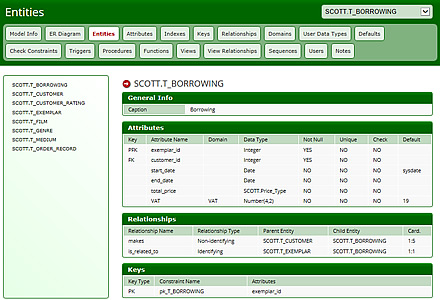 Entities
SCOTT.T_BORROWING
Model Info ER Diagram Entities Attributes Indexes Keys Relationships Domains User Data Types Defaults
Check Constraints Triggers Procedures Functions Views View Relationships Sequences Users Notes
SCOTT.T_BORROWING
SCOTT.T_CUSTOMER
SCOTT.T_CUSTOMER_RATING
SCOTT.T_EXEMPLAR
SCOTT.T_FILM
SCOTT.T_GENRE
SCOTT.T_MEDIUM
SCOTT.T_ORDER_RECORD
SCOTT.T_BORROWING
General Info
Caption Borrowing
Attributes
Key Attribute Name Domain Data Type Not Null Unique Check Default
PFK exemplar_id Integer YES NO NO
FK customer_id Integer YES NO NO
start_date Date NO NO NO sysdate
end_date Date NO NO NO
total_price SCOTT.Price_Type NO NO NO
VAT VAT Number(4,2) NO NO NO 19
Relationships
Relationship Name Relationship Type Parent Entity Child Entity Card.
makes Non-identifying SCOTT.T_CUSTOMER SCOTT.T_BORROWING 1:5
is_related_to Identifying SCOTT.T_EXEMPLAR SCOTT.T_BORROWING 1:1
Keys
Key Type Constraint Name Attributes
PK pk_T_BORROWING exemplar_id